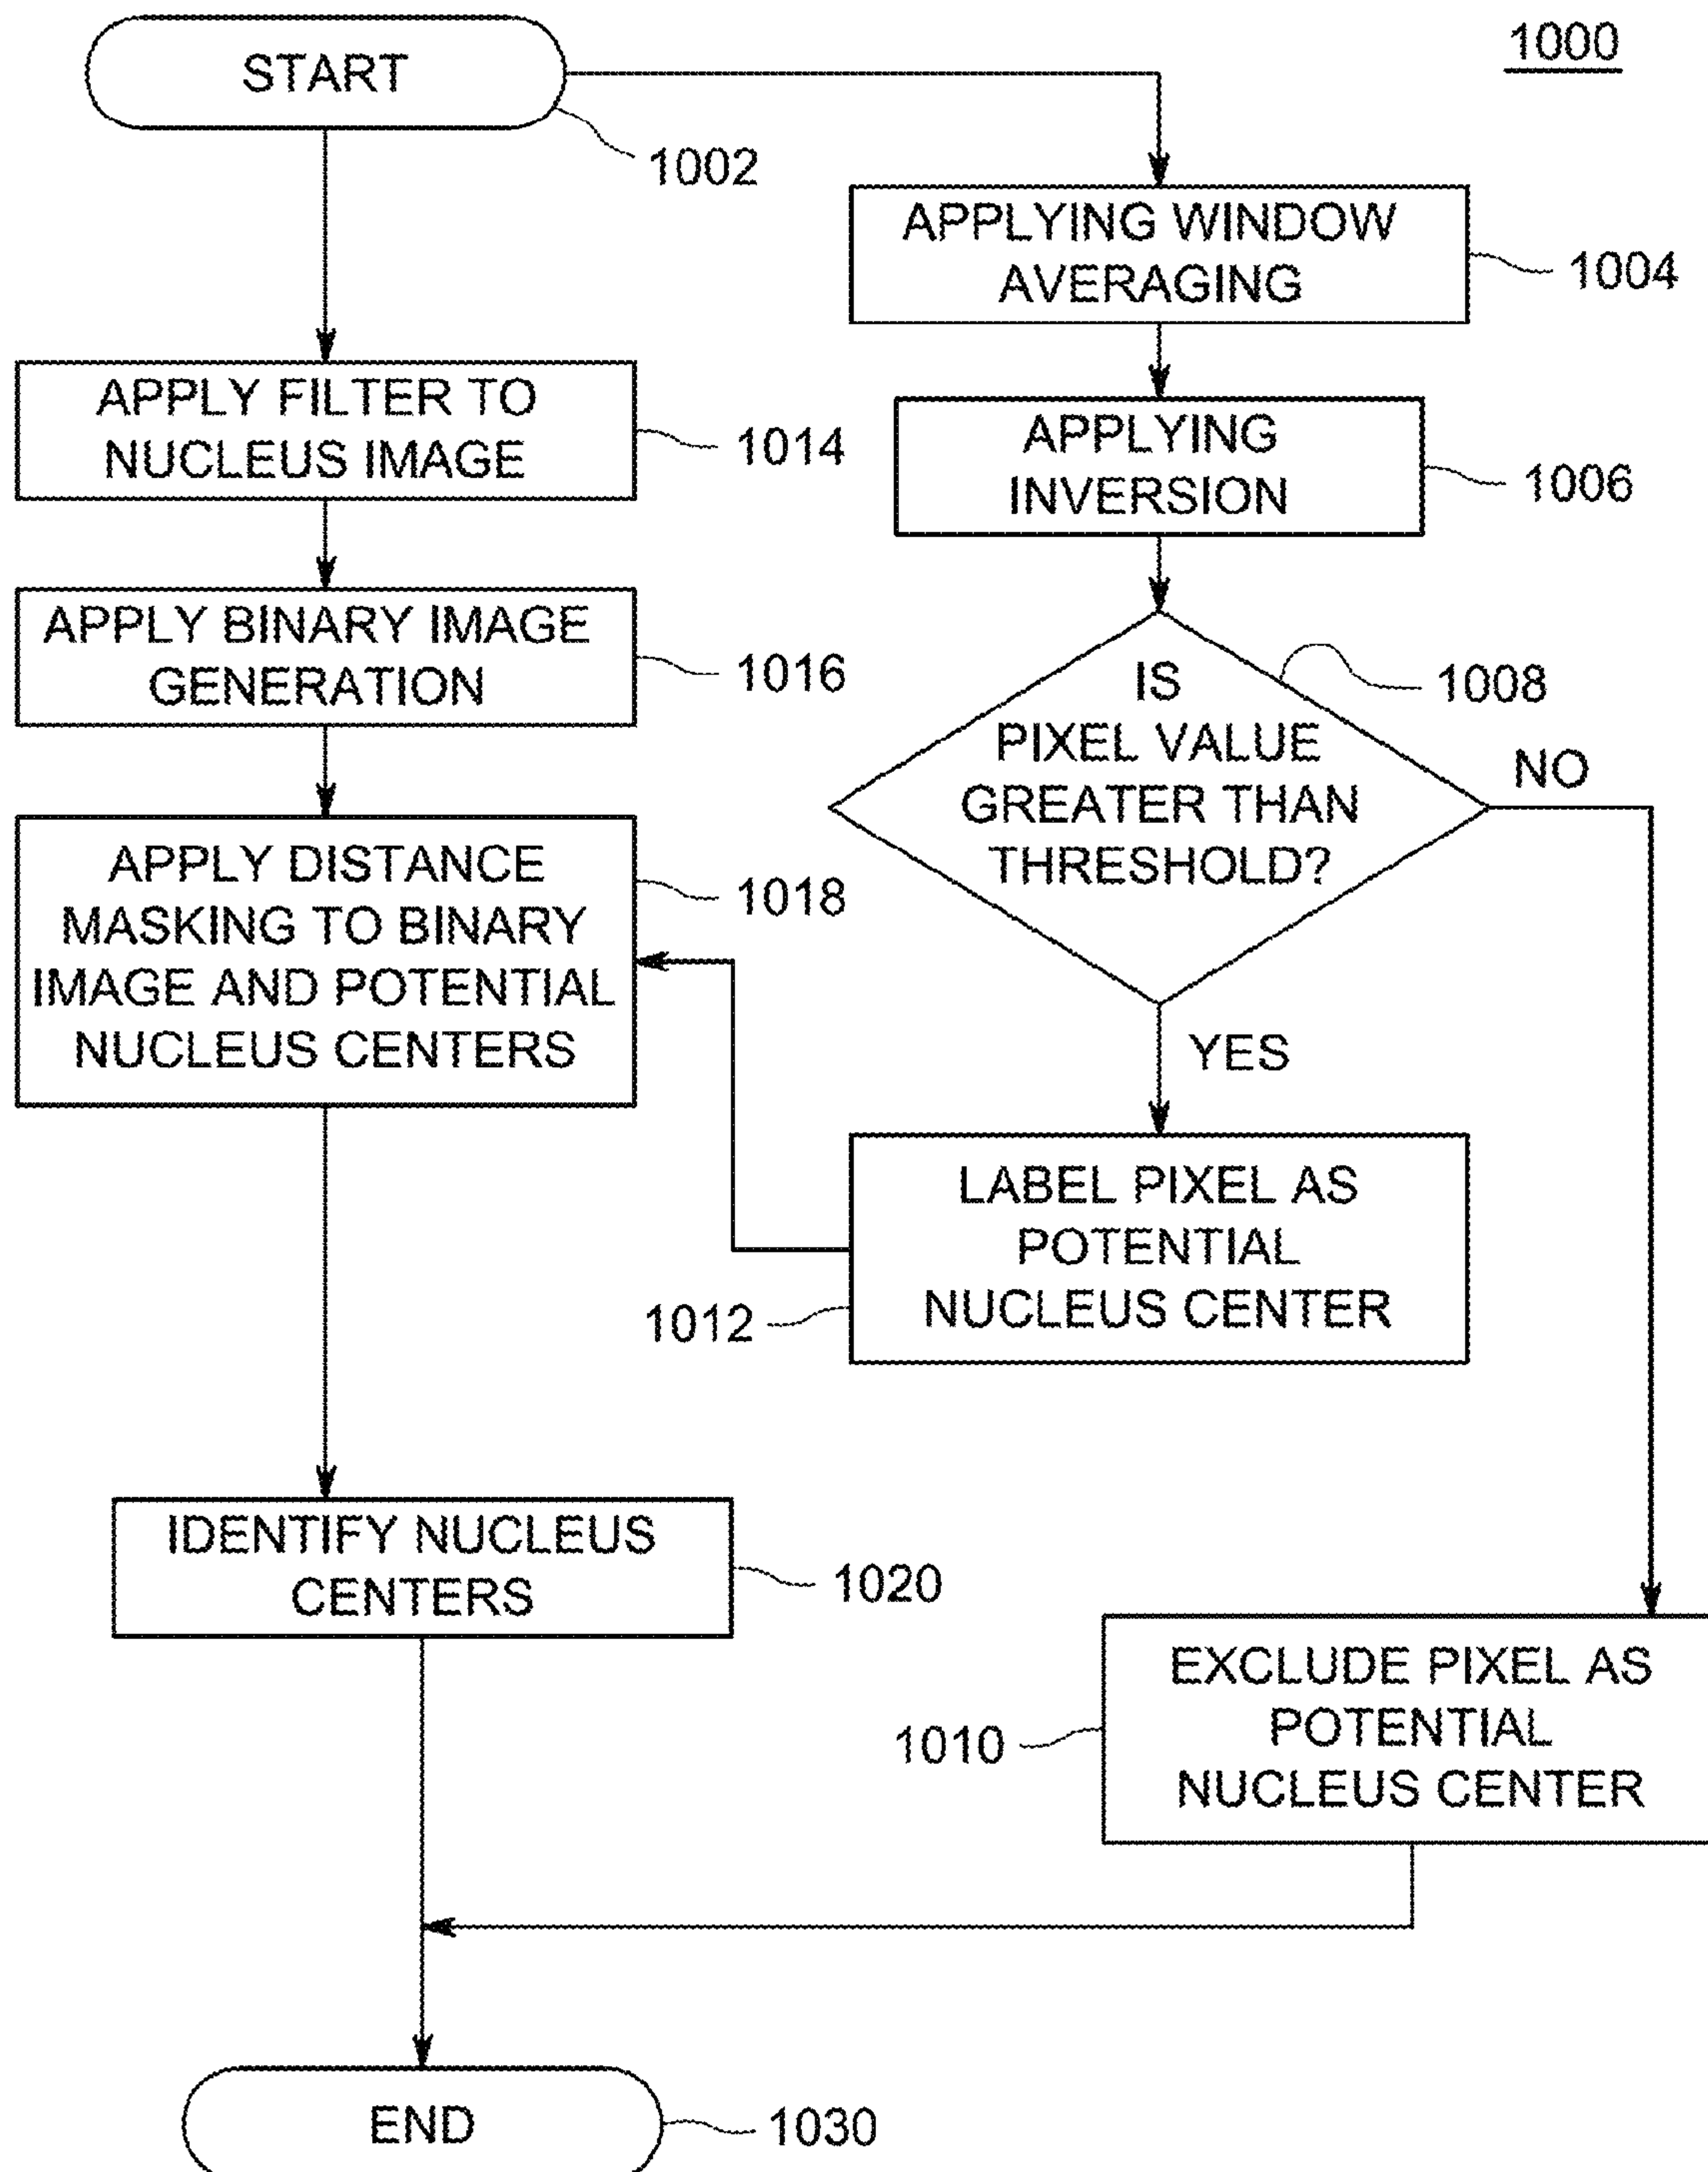 1000
START
1002
APPLYING WINDOW
AVERAGING
1004
APPLY FILTER TO
NUCLEUS IMAGE
1014
APPLYING
INVERSION
1006
APPLY BINARY IMAGE
GENERATION
1016
IS
PIXEL VALUE
GREATER THAN
THRESHOLD?
1008
NO
YES
APPLY DISTANCE
MASKING TO BINARY
IMAGE AND POTENTIAL
NUCLEUS CENTERS
1018
LABEL PIXEL AS
POTENTIAL
NUCLEUS CENTER
1012
IDENTIFY NUCLEUS
CENTERS
1020
EXCLUDE PIXEL AS
POTENTIAL
NUCLEUS CENTER
1010
END
1030